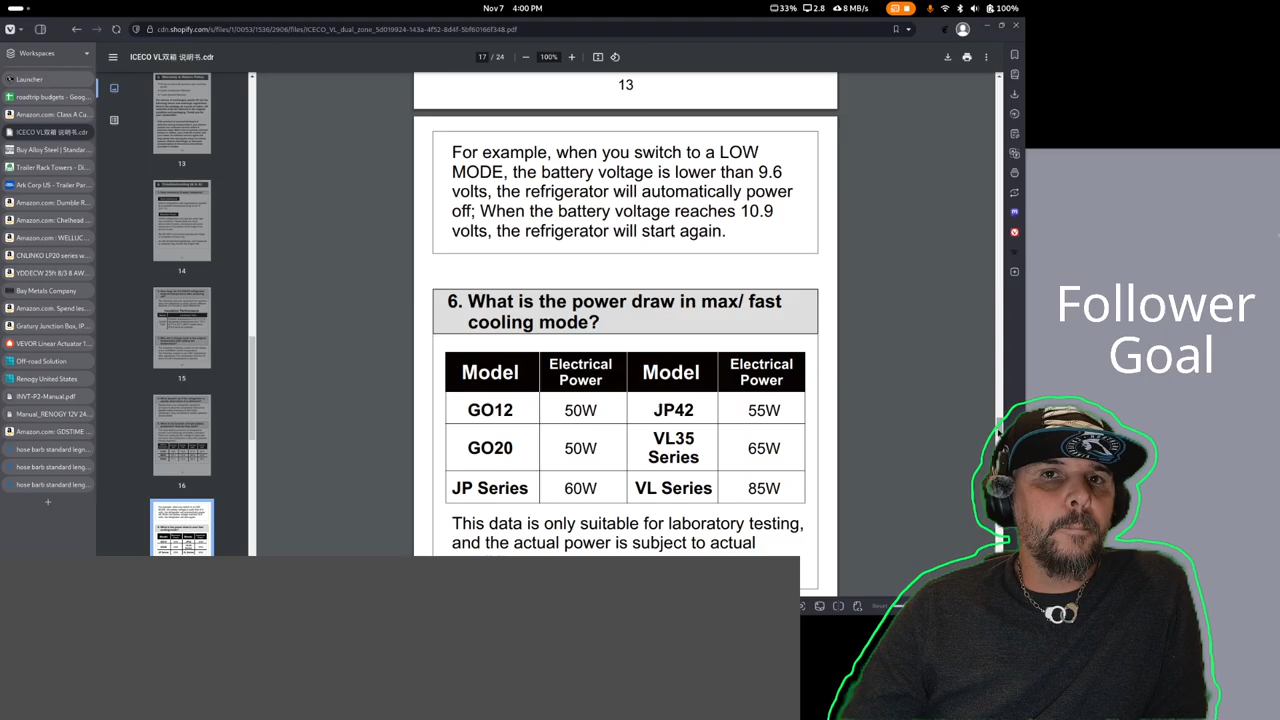 Nov 7 4:00 PM
33% 2.8 8 MB/s 100%
cdn.shopify.com/s/files/1/0053/1536/2906/files/ICECO_VL_dual_zone_5d019924-143a-4f52-8d4f-5bf60166f348.pdf
Workspaces
Launcher
roadtrip budgets - Goog...
Amazon.com: Class A Cu...
ICECO VL双箱 说明书.cdr
Buy Alloy Steel | Standar...
Trailer Rack Towers - Di...
Ark Corp US - Trailer Par...
Amazon.com: Dumble R...
Amazon.com: Chelhead ...
Amazon.com : WELLUC...
CNLINKO LP20 series w...
YDDECW 25ft 8/3 8 AW...
Bay Metals Company
Amazon.com. Spend les...
Gratury Junction Box, IP...
VEVOR Linear Actuator 1...
Off-road Solution
Renogy United States
INVT-P2-Manual.pdf
Manual_RENOGY 12V 24...
Amazon.com: GDSTIME ...
hose barb standard legn...
hose barb standard leng...
hose barb standard leng...
ICECO VL双箱 说明书.cdr
17 / 24 100%
13
14
15
16
13
For example, when you switch to a LOW
MODE, the battery voltage is lower than 9.6
volts, the refrigerator will automatically power
off; When the battery voltage reaches 10.9
volts, the refrigerator will start again.
6. What is the power draw in max/ fast
cooling mode?
Model Electrical Power Model Electrical Power
GO12 50W JP42 55W
GO20 50W VL35 Series 65W
JP Series 60W VL Series 85W
This data is only suitable for laboratory testing,
and the actual power is subject to actual
Reset
Follower
Goal